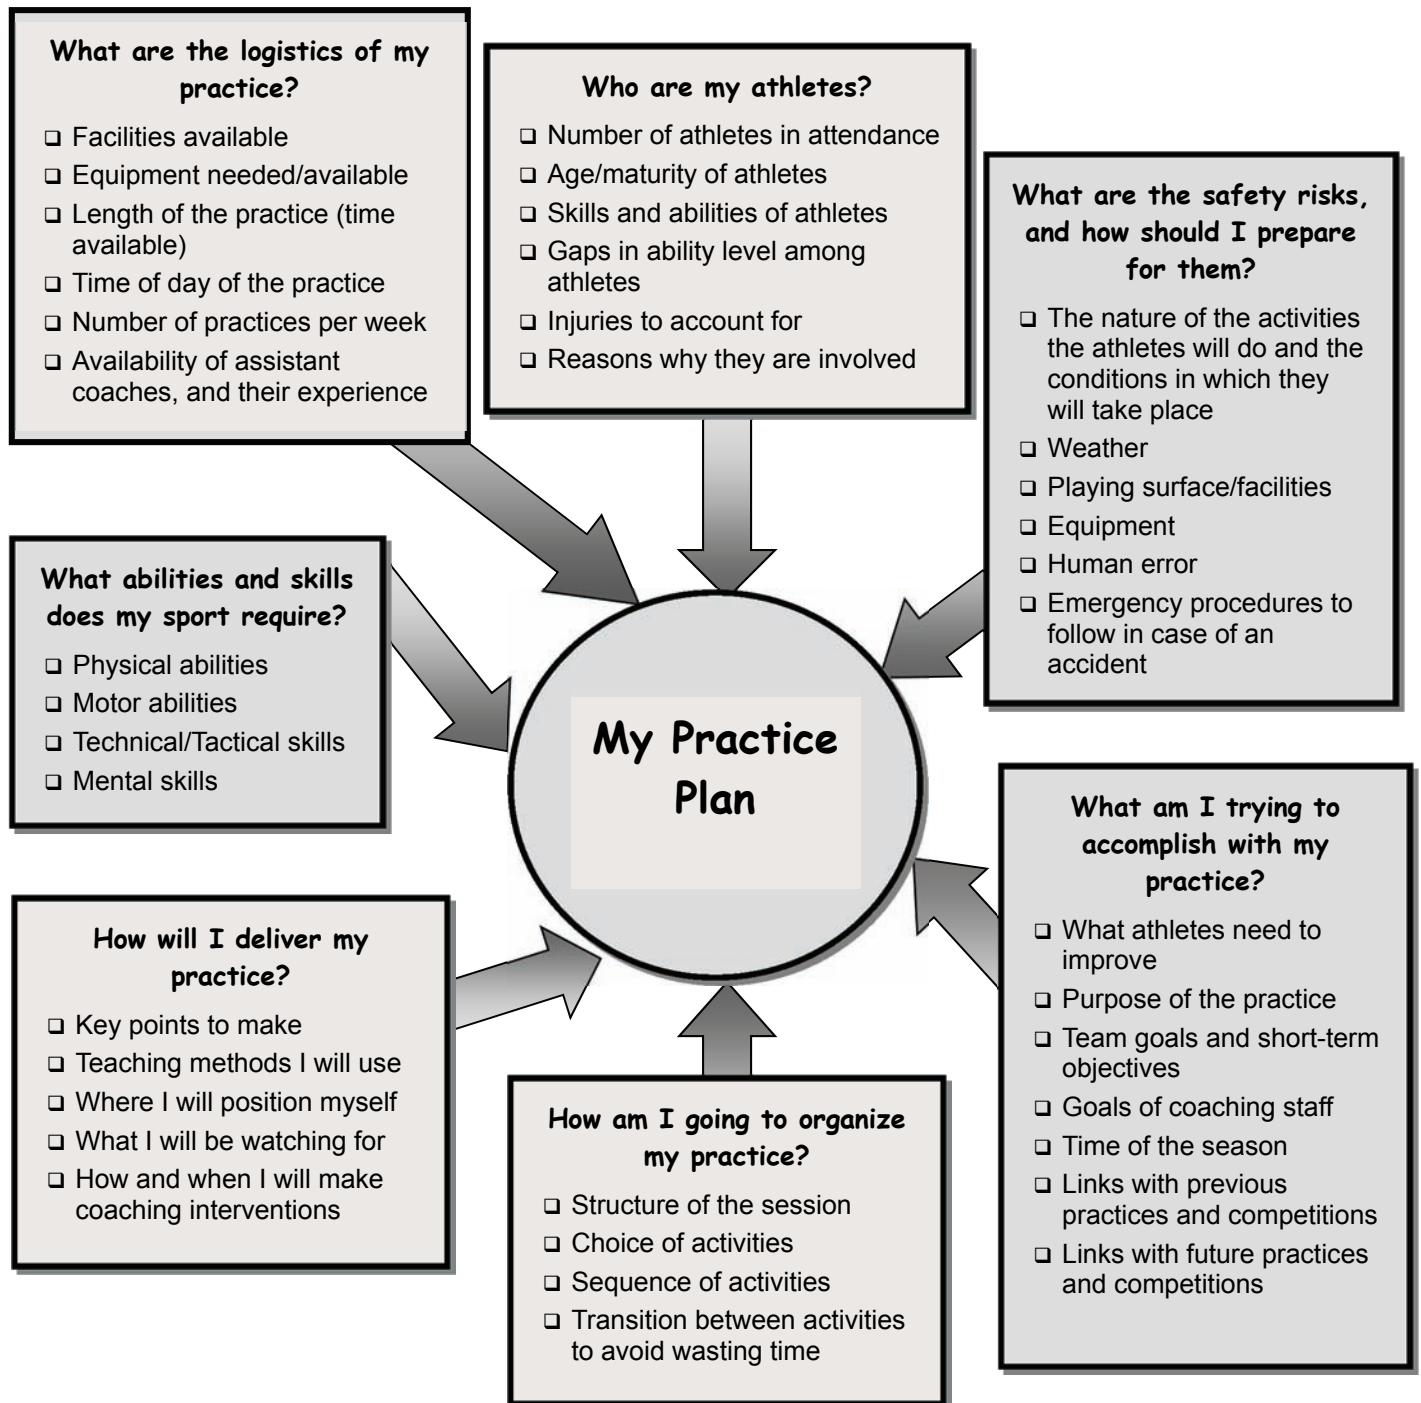 What are the logistics of my
practice?
❑ Facilities available
❑ Equipment needed/available
❑ Length of the practice (time
available)
❑ Time of day of the practice
❑ Number of practices per week
❑ Availability of assistant
coaches, and their experience
Who are my athletes?
❑ Number of athletes in attendance
❑ Age/maturity of athletes
❑ Skills and abilities of athletes
❑ Gaps in ability level among
athletes
❑ Injuries to account for
❑ Reasons why they are involved
What are the safety risks,
and how should I prepare
for them?
❑ The nature of the activities
the athletes will do and the
conditions in which they
will take place
❑ Weather
❑ Playing surface/facilities
❑ Equipment
❑ Human error
❑ Emergency procedures to
follow in case of an
accident
What abilities and skills
does my sport require?
❑ Physical abilities
❑ Motor abilities
❑ Technical/Tactical skills
❑ Mental skills
My Practice
Plan
What am I trying to
accomplish with my
practice?
❑ What athletes need to
improve
❑ Purpose of the practice
❑ Team goals and short-term
objectives
❑ Goals of coaching staff
❑ Time of the season
❑ Links with previous
practices and competitions
❑ Links with future practices
and competitions
How will I deliver my
practice?
❑ Key points to make
❑ Teaching methods I will use
❑ Where I will position myself
❑ What I will be watching for
❑ How and when I will make
coaching interventions
How am I going to organize
my practice?
❑ Structure of the session
❑ Choice of activities
❑ Sequence of activities
❑ Transition between activities
to avoid wasting time